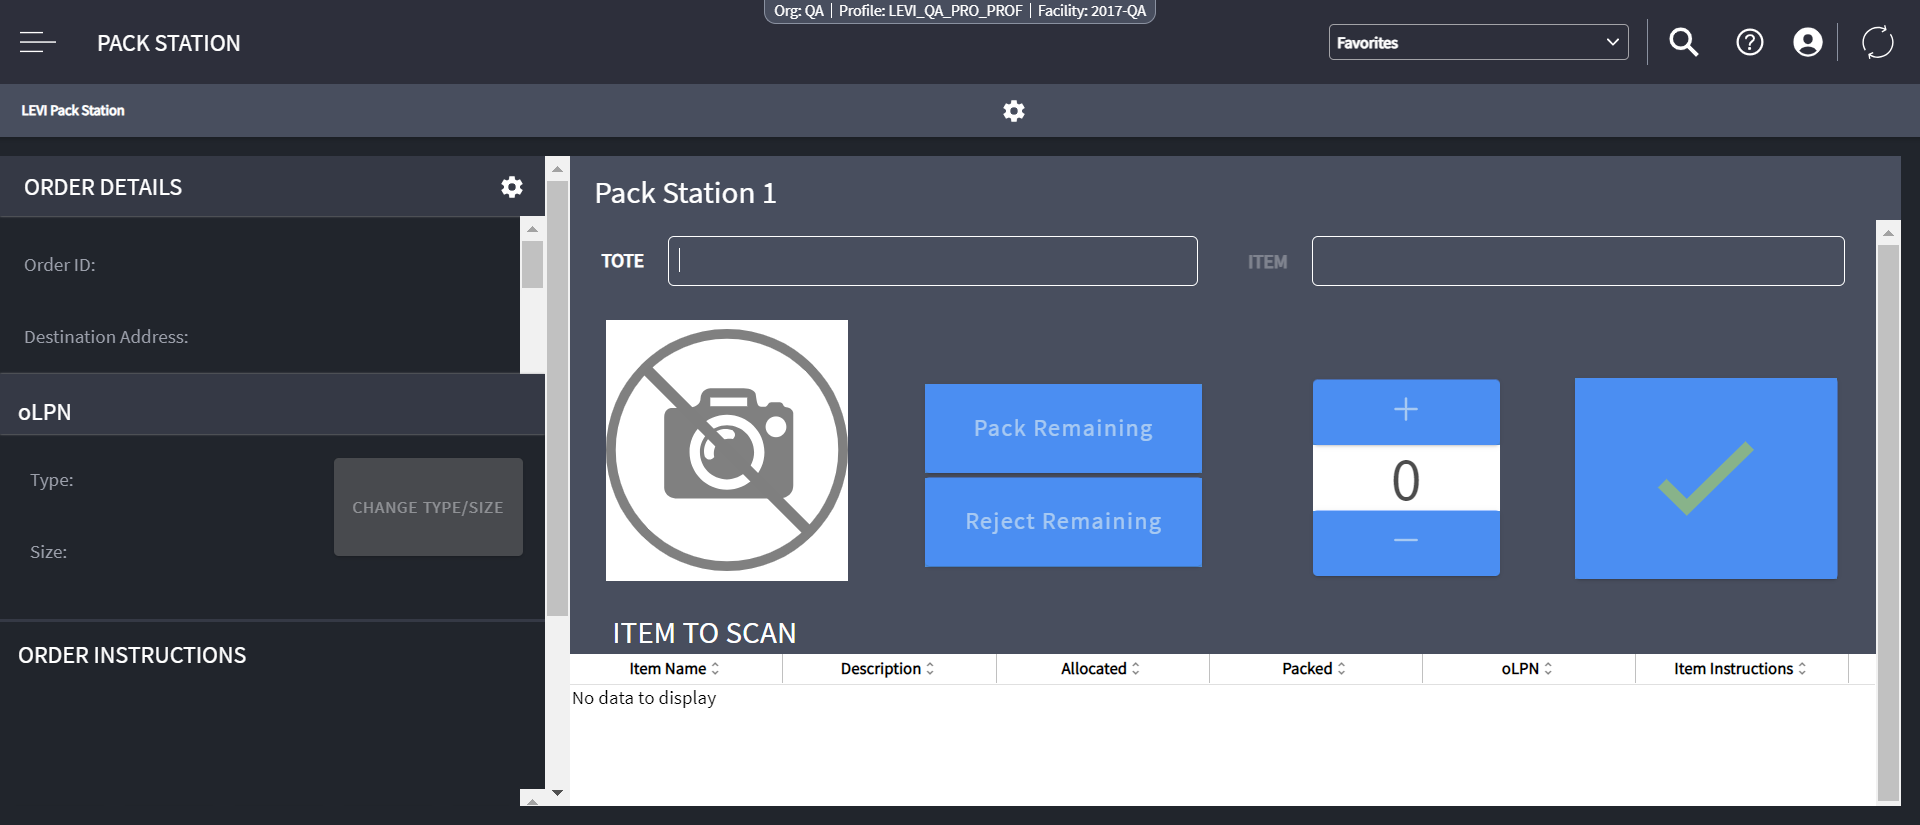 Org: QA | Profile: LEVI_QA_PRO_PROF | Facility: 2017-QA
PACK STATION
Favorites
LEVI Pack Station
ORDER DETAILS
Order ID:
Destination Address:
oLPN
Type:
CHANGE TYPE/SIZE
Size:
ORDER INSTRUCTIONS
Pack Station 1
TOTE
ITEM
Pack Remaining
Reject Remaining
+
0
−
ITEM TO SCAN
Item Name Description Allocated Packed oLPN Item Instructions
No data to display